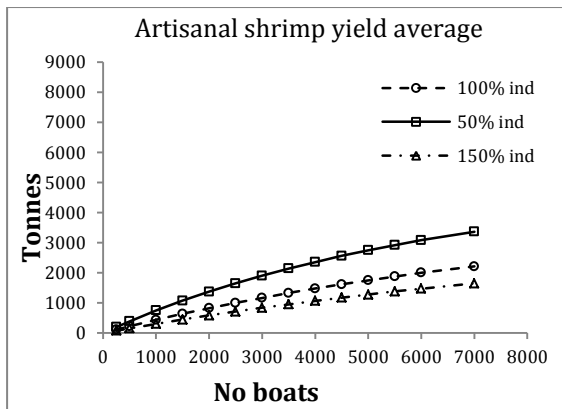 Artisanal shrimp yield average
9000
8000
7000
6000
5000
4000
3000
2000
1000
0
Tonnes
100% ind
50% ind
150% ind
0 1000 2000 3000 4000 5000 6000 7000 8000
No boats